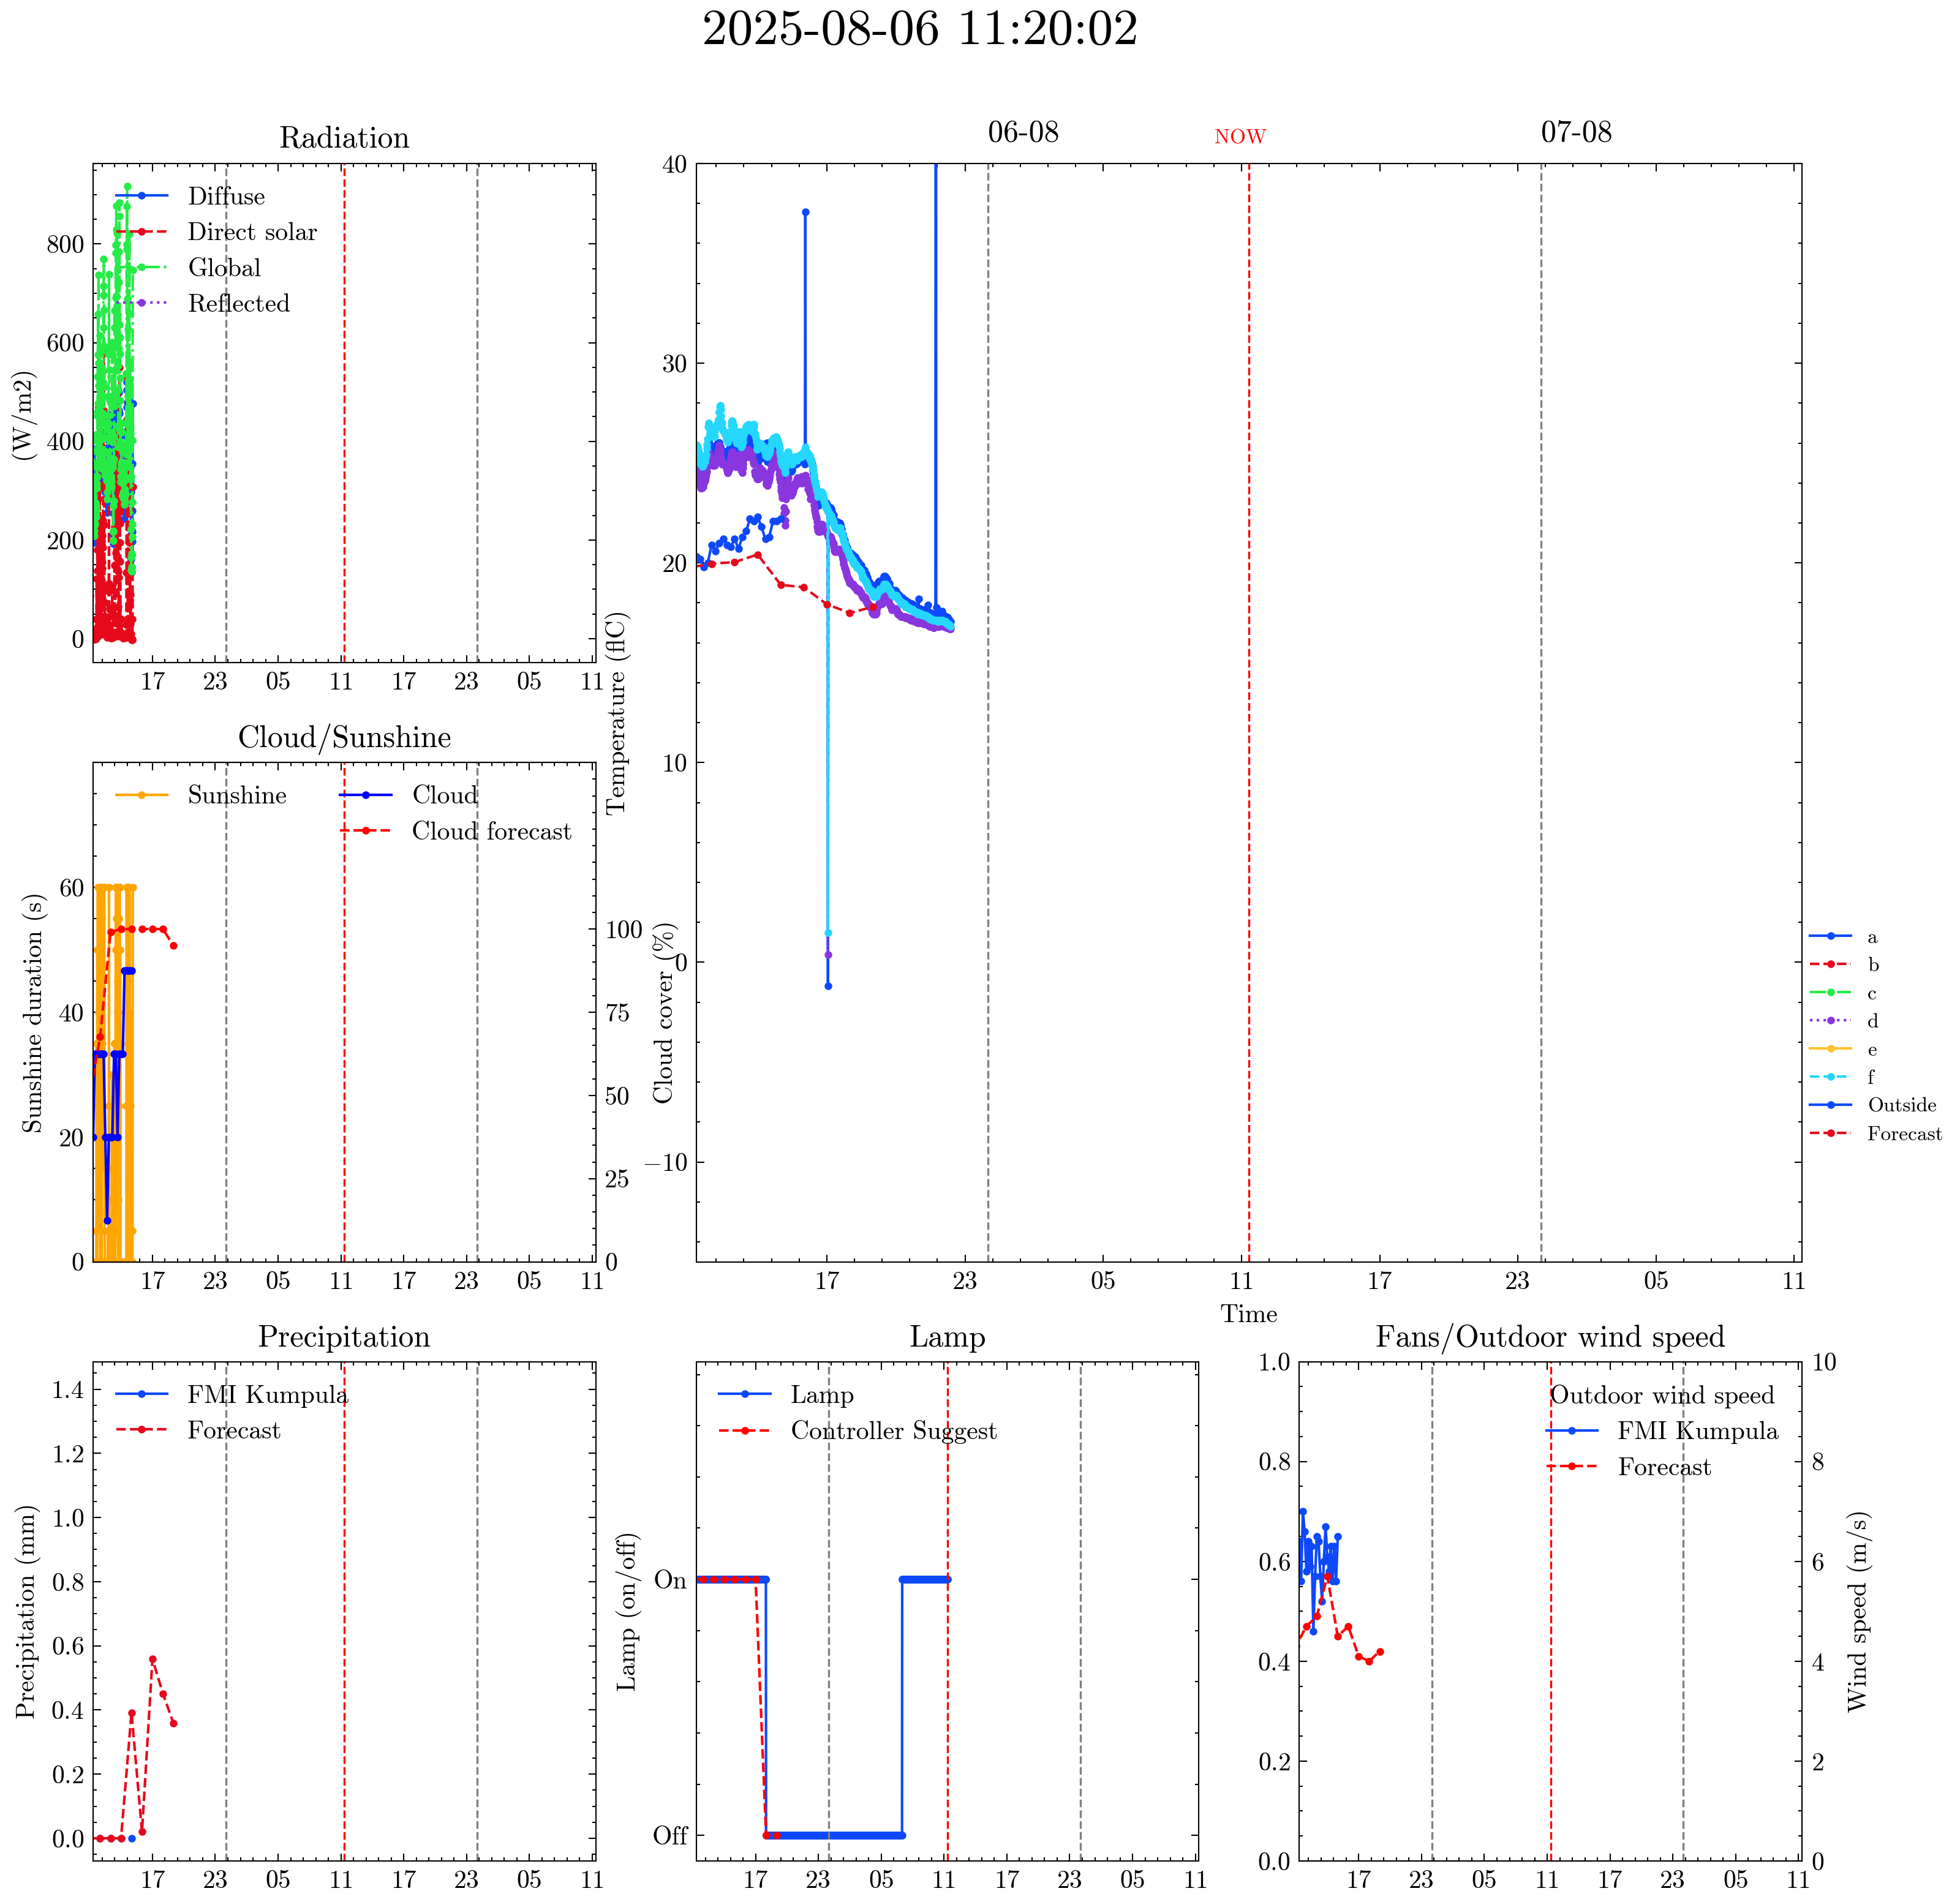 2025-08-06 11:20:02
Radiation
Diffuse
Direct solar
Global
Reflected
(W/m2)
800
600
400
200
0
17 23 05 11 17 23 05 11
06-08 NOW 07-08
40
30
20
10
0
−10
Temperature (flC)
17 23 05 11 17 23 05 11
Time
a
b
c
d
e
f
Outside
Forecast
Cloud/Sunshine
Sunshine
Cloud
Cloud forecast
Sunshine duration (s)
60
40
20
0
100
75
50
25
0
Cloud cover (%)
17 23 05 11 17 23 05 11
Precipitation
FMI Kumpula
Forecast
Precipitation (mm)
1.4
1.2
1.0
0.8
0.6
0.4
0.2
0.0
17 23 05 11 17 23 05 11
Lamp
Lamp
Controller Suggest
Lamp (on/off)
On
Off
17 23 05 11 17 23 05 11
Fans/Outdoor wind speed
Outdoor wind speed
FMI Kumpula
Forecast
1.0
0.8
0.6
0.4
0.2
0.0
10
8
6
4
2
0
Wind speed (m/s)
17 23 05 11 17 23 05 11